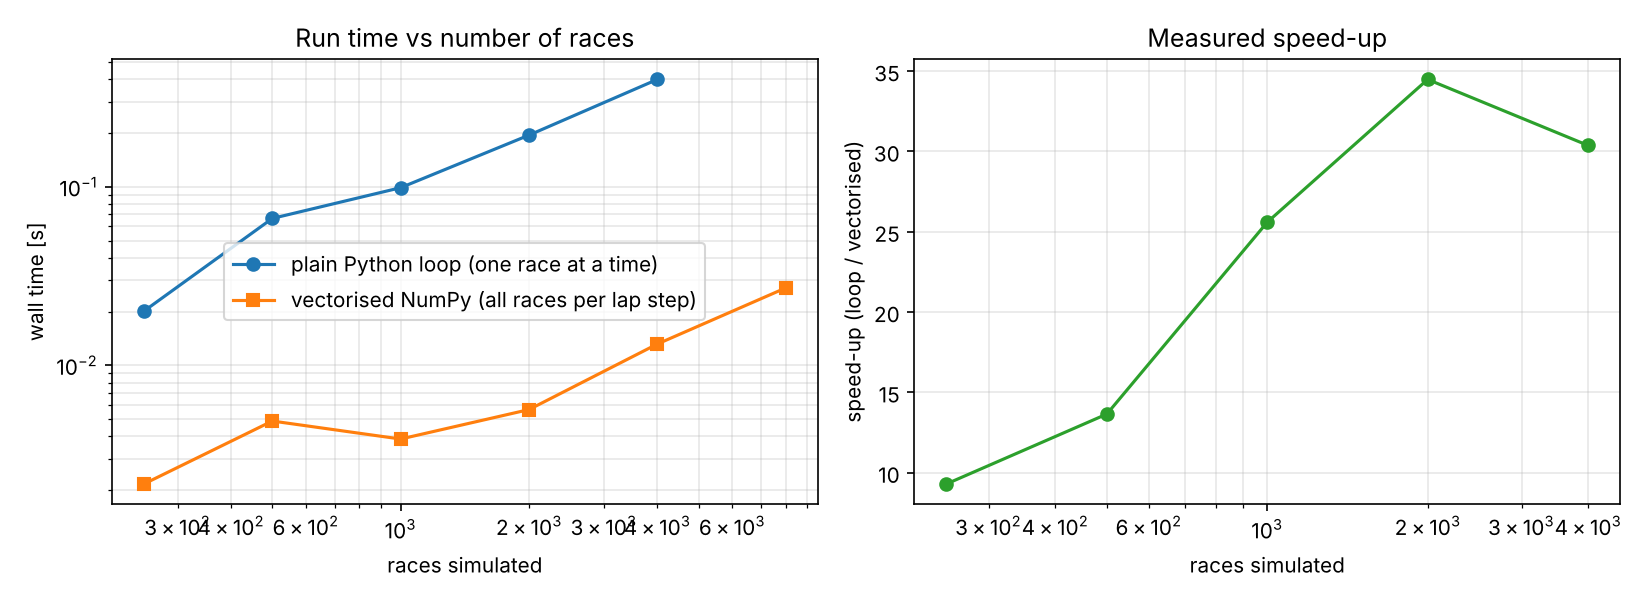 Run time vs number of races
wall time [s]
10⁻¹
10⁻²
plain Python loop (one race at a time)
vectorised NumPy (all races per lap step)
3 × 10² 4 × 10² 6 × 10² 10³ 2 × 10³ 3 × 10³ 4 × 10³ 6 × 10³
races simulated
Measured speed-up
speed-up (loop / vectorised)
35
30
25
20
15
10
3 × 10² 4 × 10² 6 × 10² 10³ 2 × 10³ 3 × 10³ 4 × 10³
races simulated